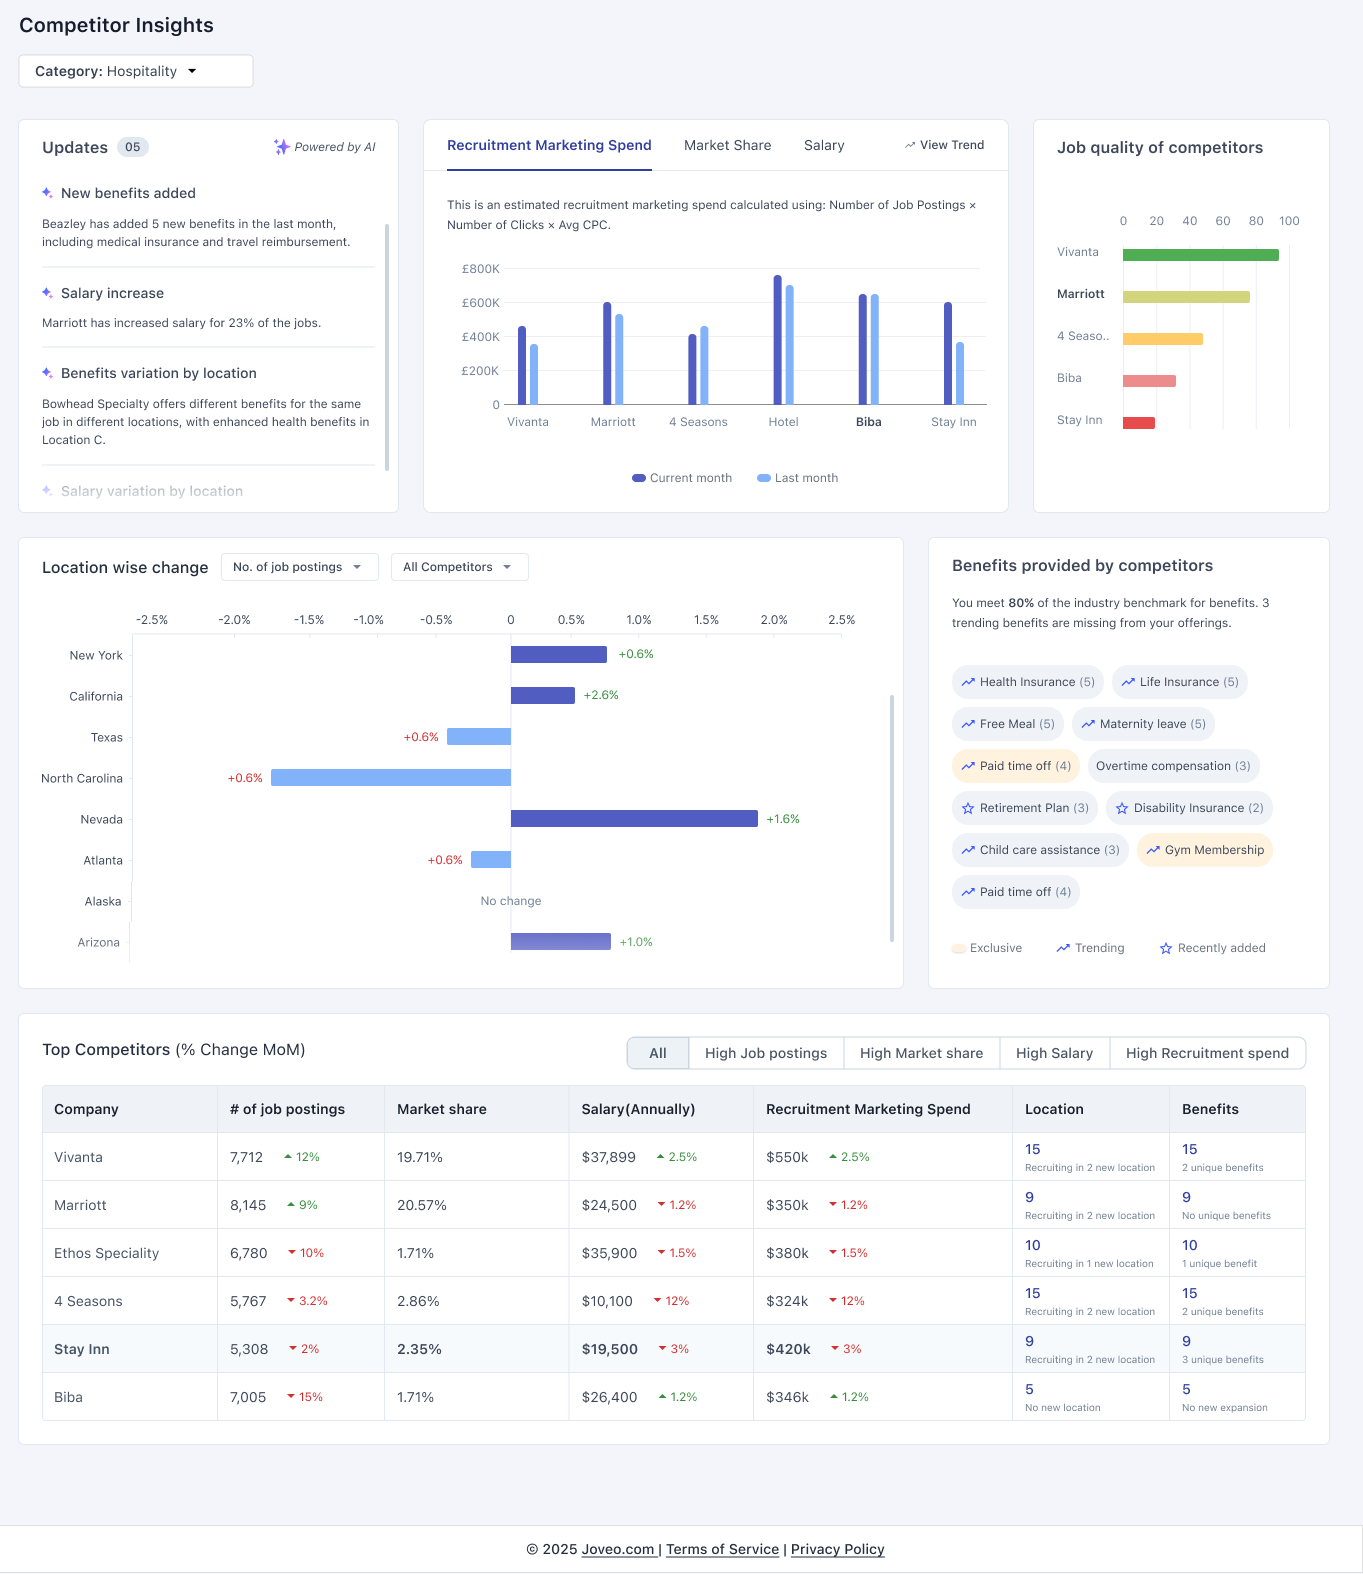 Competitor Insights
Category: Hospitality
Updates 05 Powered by AI
New benefits added
Beazley has added 5 new benefits in the last month,
including medical insurance and travel reimbursement.
Salary increase
Marriott has increased salary for 23% of the jobs.
Benefits variation by location
Bowhead Specialty offers different benefits for the same
job in different locations, with enhanced health benefits in
Location C.
Salary variation by location
Recruitment Marketing Spend Market Share Salary View Trend
This is an estimated recruitment marketing spend calculated using: Number of Job Postings ×
Number of Clicks × Avg CPC.
£800K
£600K
£400K
£200K
0
Vivanta Marriott 4 Seasons Hotel Biba Stay Inn
Current month Last month
Job quality of competitors
0 20 40 60 80 100
Vivanta
Marriott
4 Seaso..
Biba
Stay Inn
Location wise change No. of job postings All Competitors
-2.5% -2.0% -1.5% -1.0% -0.5% 0 0.5% 1.0% 1.5% 2.0% 2.5%
New York +0.6%
California +2.6%
Texas +0.6%
North Carolina +0.6%
Nevada +1.6%
Atlanta +0.6%
Alaska No change
Arizona +1.0%
Benefits provided by competitors
You meet 80% of the industry benchmark for benefits. 3
trending benefits are missing from your offerings.
Health Insurance (5) Life Insurance (5)
Free Meal (5) Maternity leave (5)
Paid time off (4) Overtime compensation (3)
Retirement Plan (3) Disability Insurance (2)
Child care assistance (3) Gym Membership
Paid time off (4)
Exclusive Trending Recently added
Top Competitors (% Change MoM)
All High Job postings High Market share High Salary High Recruitment spend
Company # of job postings Market share Salary(Annually) Recruitment Marketing Spend Location Benefits
Vivanta 7,712 12% 19.71% $37,899 2.5% $550k 2.5% 15 15
Recruiting in 2 new location 2 unique benefits
Marriott 8,145 9% 20.57% $24,500 1.2% $350k 1.2% 9 9
Recruiting in 2 new location No unique benefits
Ethos Speciality 6,780 10% 1.71% $35,900 1.5% $380k 1.5% 10 10
Recruiting in 1 new location 1 unique benefit
4 Seasons 5,767 3.2% 2.86% $10,100 12% $324k 12% 15 15
Recruiting in 2 new location 2 unique benefits
Stay Inn 5,308 2% 2.35% $19,500 3% $420k 3% 9 9
Recruiting in 2 new location 3 unique benefits
Biba 7,005 15% 1.71% $26,400 1.2% $346k 1.2% 5 5
No new location No new expansion
© 2025 Joveo.com | Terms of Service | Privacy Policy